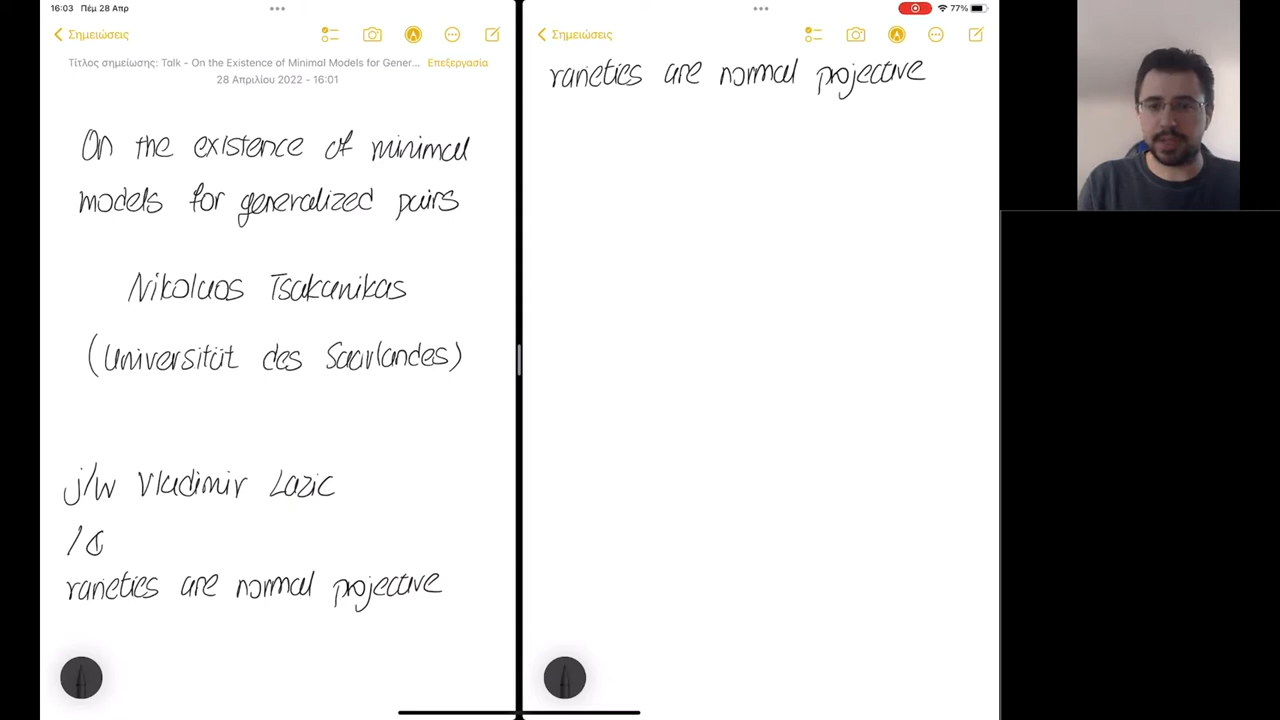 16:03 Πέμ 28 Απρ
77%
Σημειώσεις
Σημειώσεις
Τίτλος σημείωσης: Talk - On the Existence of Minimal Models for Gener... Επεξεργασία
28 Απριλίου 2022 - 16:01
On the existence of minimal
models for generalized pairs
Nikolaos Tsakanikas
(Universität des Saarlandes)
j/w Vladimir Lazic
/ℂ
varieties are normal projective
varieties are normal projective